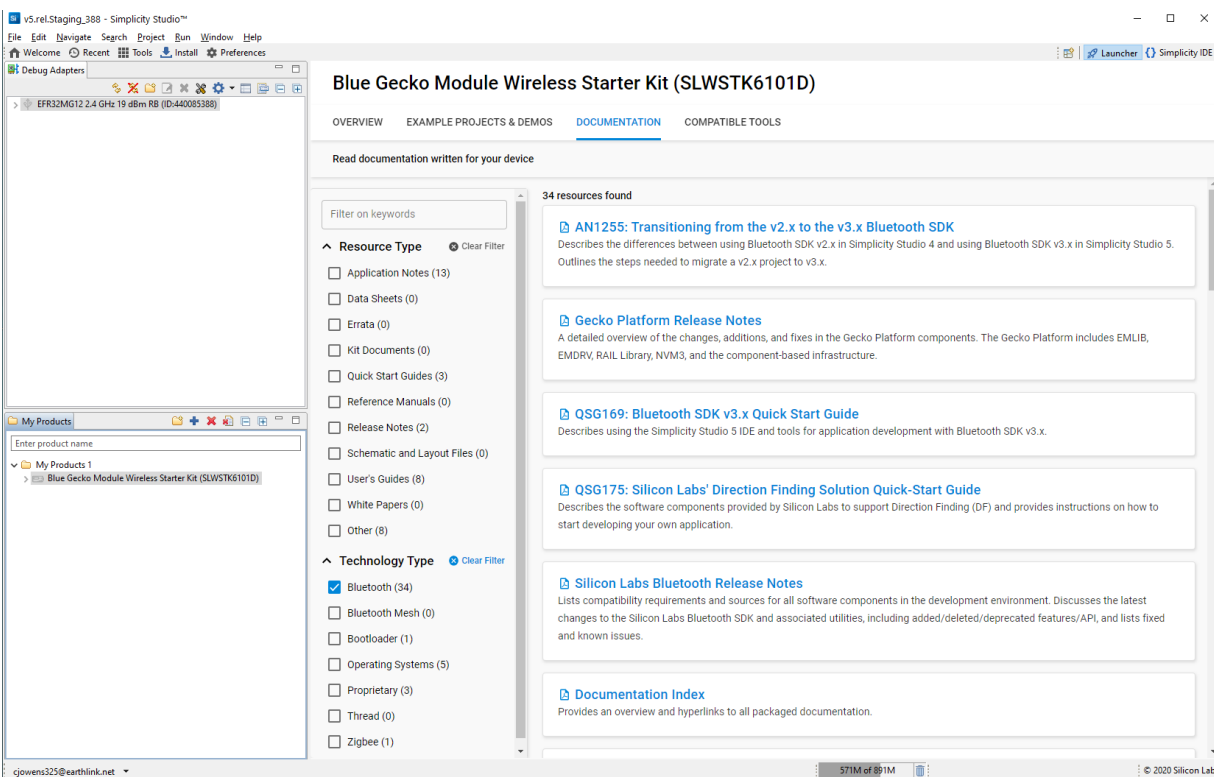 v5.rel.Staging_388 - Simplicity Studio™
File Edit Navigate Search Project Run Window Help
Welcome Recent Tools Install Preferences
Launcher Simplicity IDE
Debug Adapters
EFR32MG12 2.4 GHz 19 dBm RB (ID:440085388)
My Products
Enter product name
My Products 1
Blue Gecko Module Wireless Starter Kit (SLWSTK6101D)
Blue Gecko Module Wireless Starter Kit (SLWSTK6101D)
OVERVIEW EXAMPLE PROJECTS & DEMOS DOCUMENTATION COMPATIBLE TOOLS
Read documentation written for your device
Filter on keywords
Resource Type Clear Filter
Application Notes (13)
Data Sheets (0)
Errata (0)
Kit Documents (0)
Quick Start Guides (3)
Reference Manuals (0)
Release Notes (2)
Schematic and Layout Files (0)
User's Guides (8)
White Papers (0)
Other (8)
Technology Type Clear Filter
Bluetooth (34)
Bluetooth Mesh (0)
Bootloader (1)
Operating Systems (5)
Proprietary (3)
Thread (0)
Zigbee (1)
34 resources found
AN1255: Transitioning from the v2.x to the v3.x Bluetooth SDK
Describes the differences between using Bluetooth SDK v2.x in Simplicity Studio 4 and using Bluetooth SDK v3.x in Simplicity Studio 5.
Outlines the steps needed to migrate a v2.x project to v3.x.
Gecko Platform Release Notes
A detailed overview of the changes, additions, and fixes in the Gecko Platform components. The Gecko Platform includes EMLIB,
EMDRV, RAIL Library, NVM3, and the component-based infrastructure.
QSG169: Bluetooth SDK v3.x Quick Start Guide
Describes using the Simplicity Studio 5 IDE and tools for application development with Bluetooth SDK v3.x.
QSG175: Silicon Labs' Direction Finding Solution Quick-Start Guide
Describes the software components provided by Silicon Labs to support Direction Finding (DF) and provides instructions on how to
start developing your own application.
Silicon Labs Bluetooth Release Notes
Lists compatibility requirements and sources for all software components in the development environment. Discusses the latest
changes to the Silicon Labs Bluetooth SDK and associated utilities, including added/deleted/deprecated features/API, and lists fixed
and known issues.
Documentation Index
Provides an overview and hyperlinks to all packaged documentation.
cjowens325@earthlink.net 571M of 891M © 2020 Silicon Lab